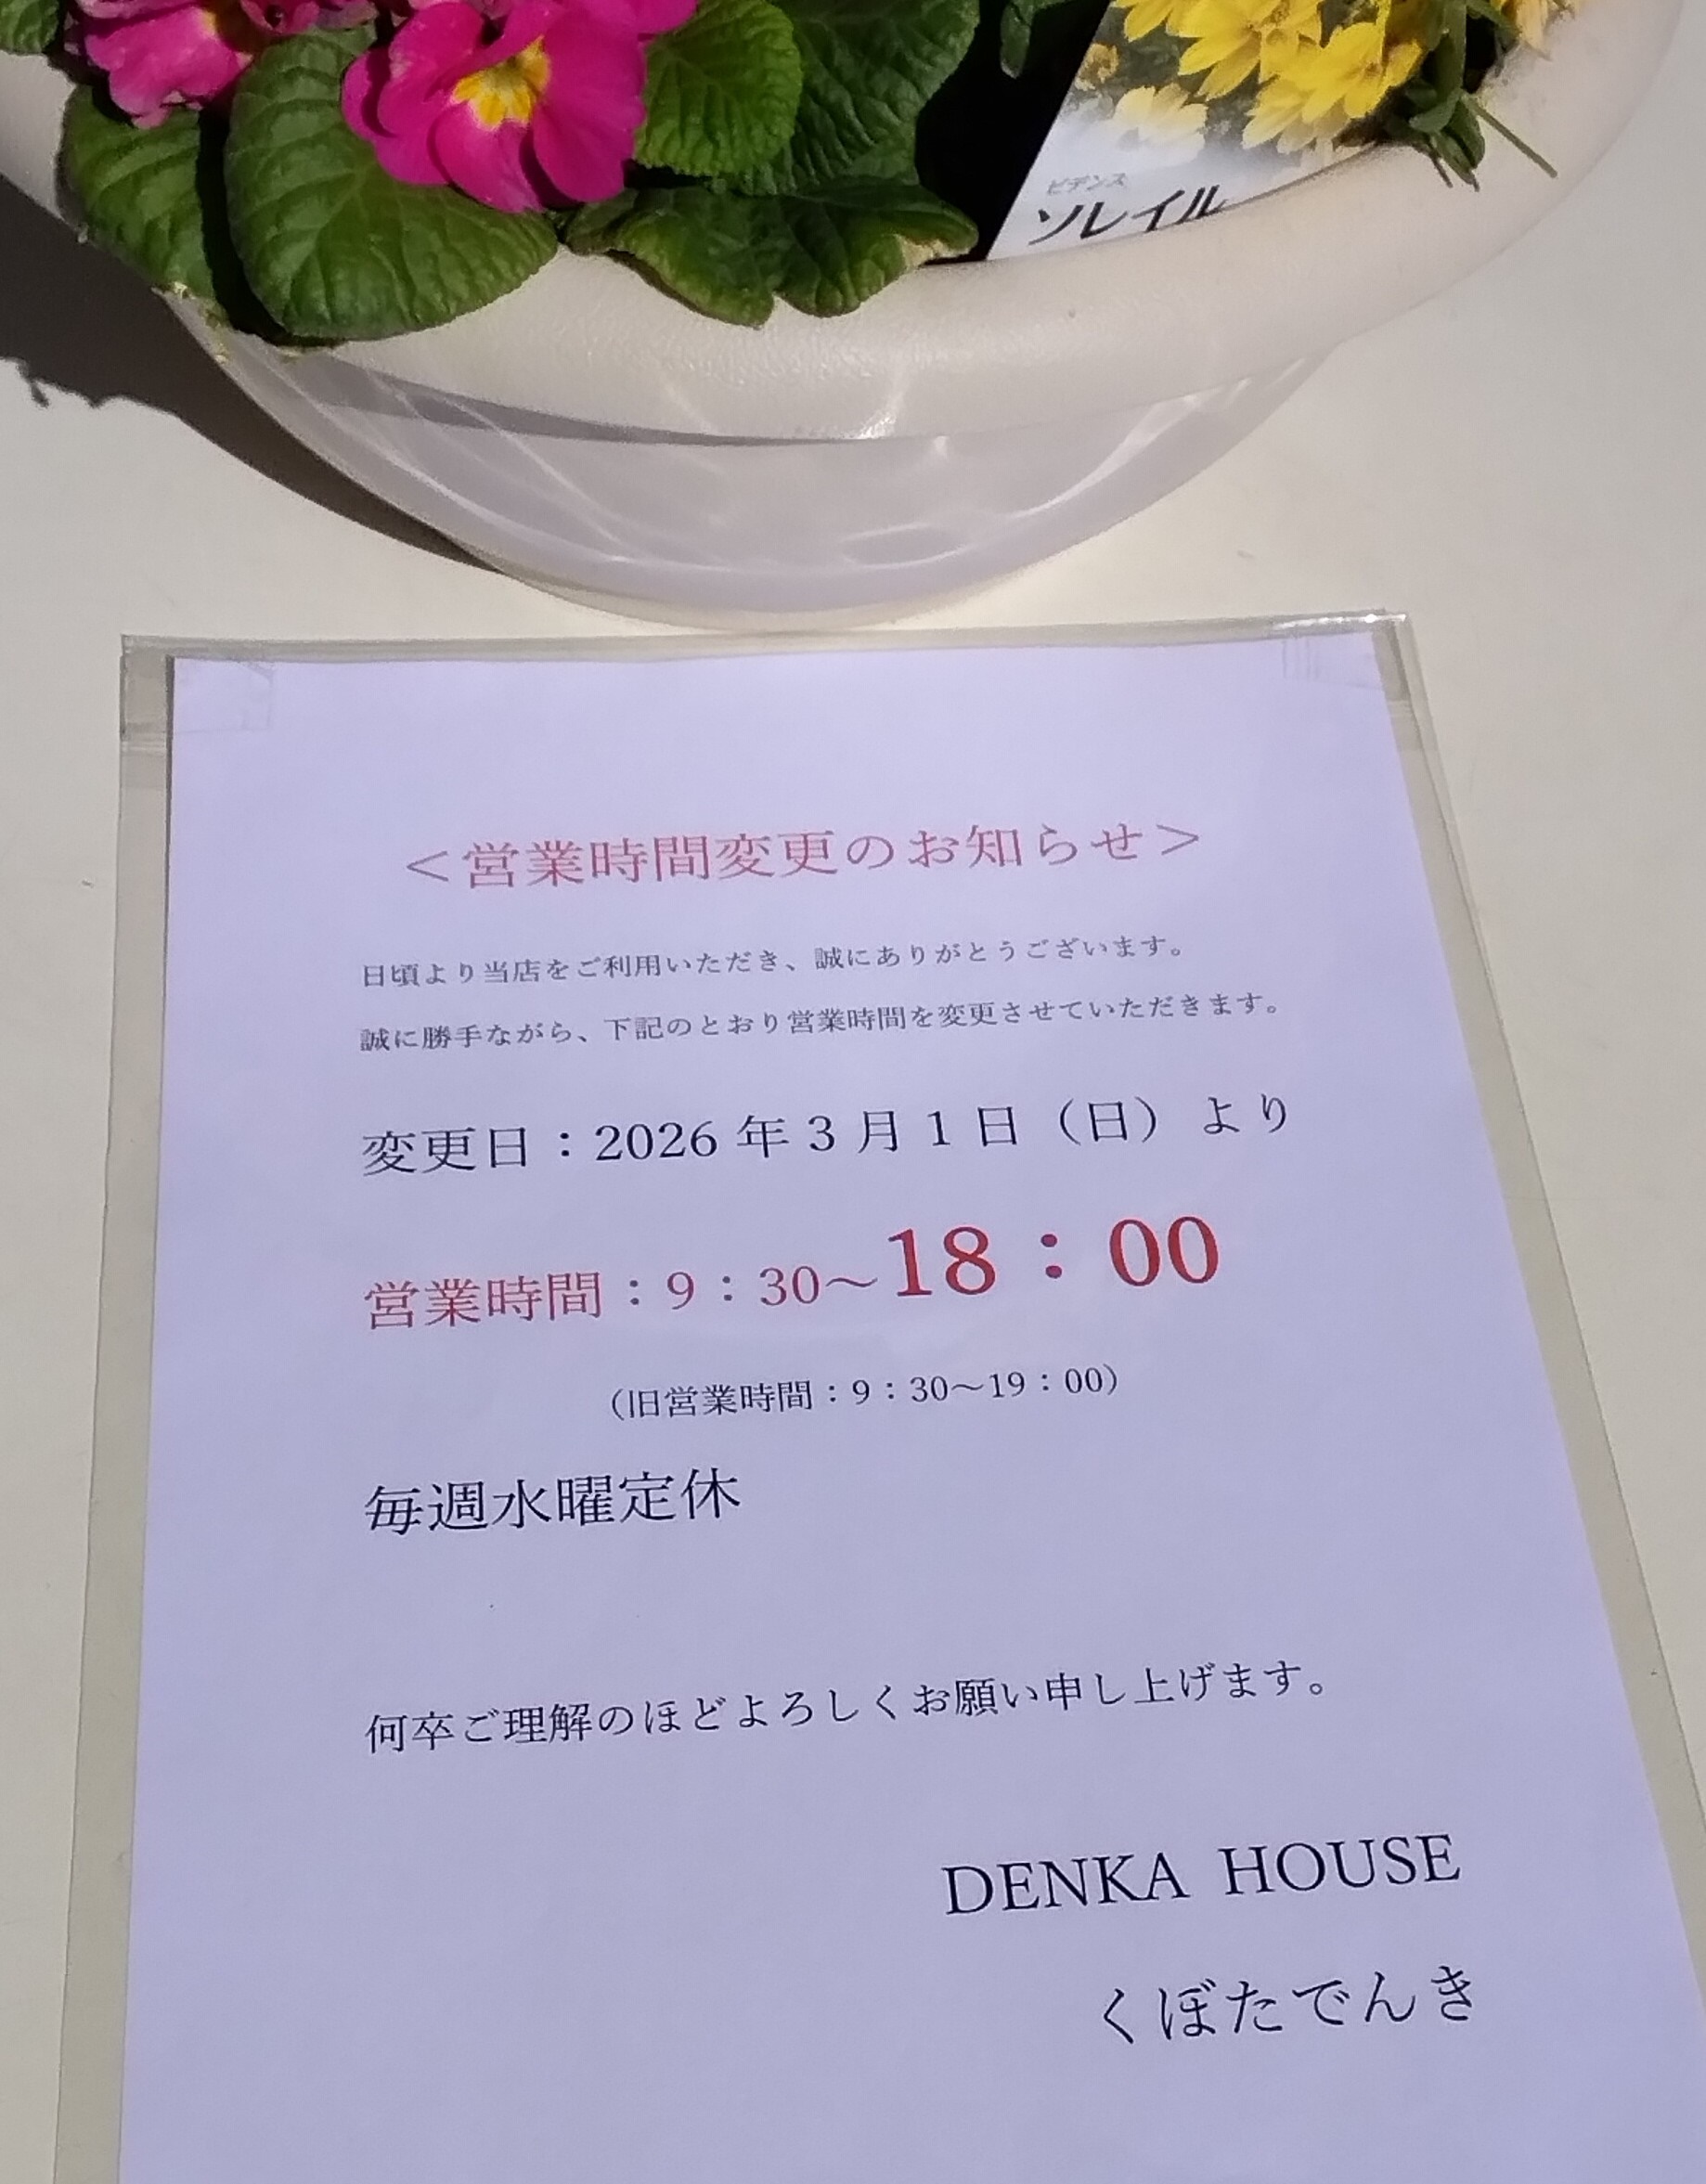 ビデンス
ソレイル
＜営業時間変更のお知らせ＞
日頃より当店をご利用いただき、誠にありがとうございます。
誠に勝手ながら、下記のとおり営業時間を変更させていただきます。
変更日：2026年3月1日（日）より
営業時間：9：30～18：00
（旧営業時間：9：30～19：00）
毎週水曜定休
何卒ご理解のほどよろしくお願い申し上げます。
DENKA HOUSE
くぼたでんき